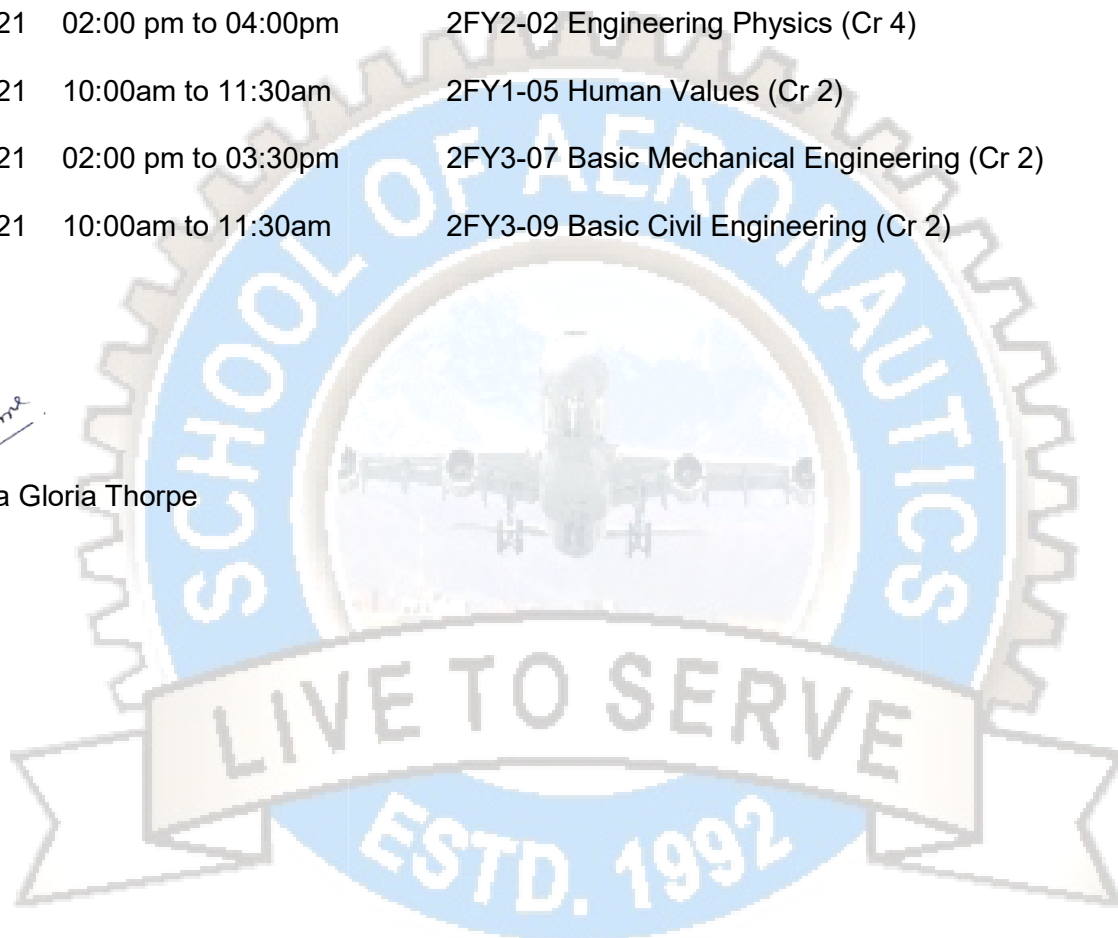 21 02:00 pm to 04:00pm 2FY2-02 Engineering Physics (Cr 4)
21 10:00am to 11:30am 2FY1-05 Human Values (Cr 2)
21 02:00 pm to 03:30pm 2FY3-07 Basic Mechanical Engineering (Cr 2)
21 10:00am to 11:30am 2FY3-09 Basic Civil Engineering (Cr 2)
a Gloria Thorpe
SCHOOL OF AERONAUTICS
LIVE TO SERVE
ESTD. 1992